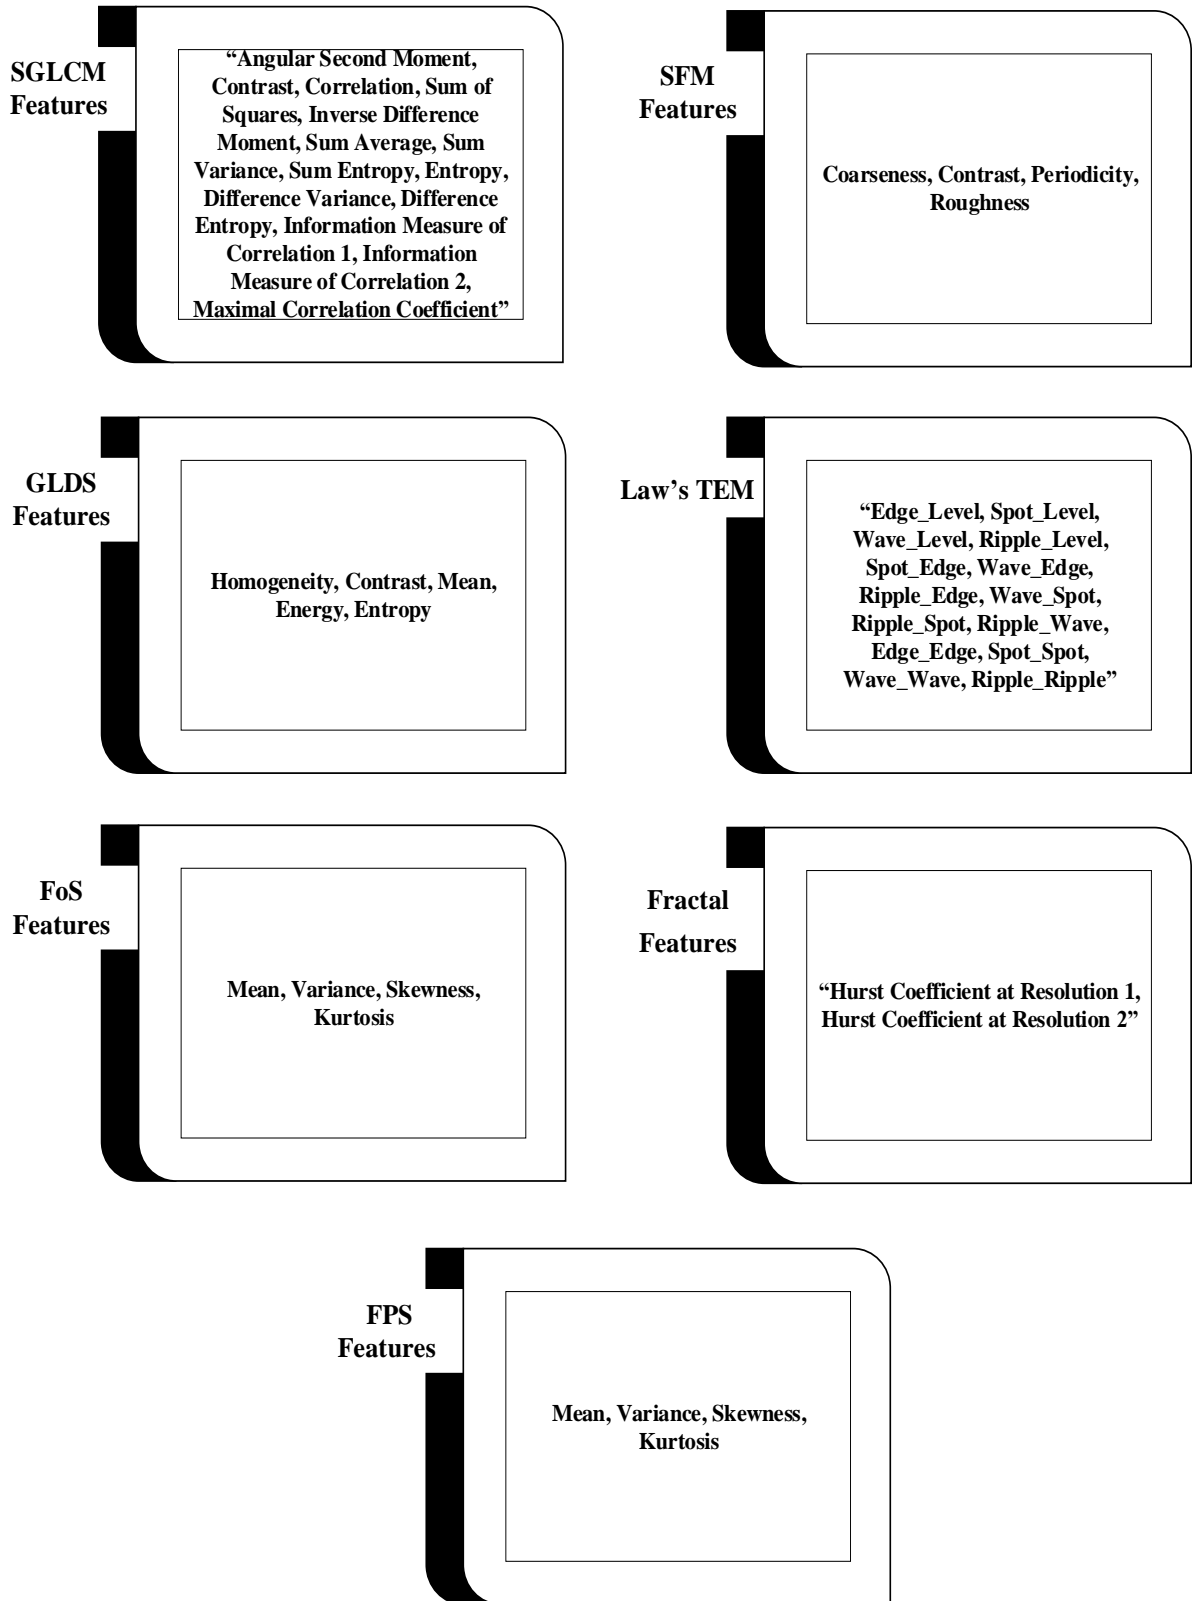 SGLCM
Features
“Angular Second Moment,
Contrast, Correlation, Sum of
Squares, Inverse Difference
Moment, Sum Average, Sum
Variance, Sum Entropy, Entropy,
Difference Variance, Difference
Entropy, Information Measure of
Correlation 1, Information
Measure of Correlation 2,
Maximal Correlation Coefficient”
SFM
Features
Coarseness, Contrast, Periodicity,
Roughness
GLDS
Features
Homogeneity, Contrast, Mean,
Energy, Entropy
Law’s TEM
“Edge_Level, Spot_Level,
Wave_Level, Ripple_Level,
Spot_Edge, Wave_Edge,
Ripple_Edge, Wave_Spot,
Ripple_Spot, Ripple_Wave,
Edge_Edge, Spot_Spot,
Wave_Wave, Ripple_Ripple”
FoS
Features
Mean, Variance, Skewness,
Kurtosis
Fractal
Features
“Hurst Coefficient at Resolution 1,
Hurst Coefficient at Resolution 2”
FPS
Features
Mean, Variance, Skewness,
Kurtosis